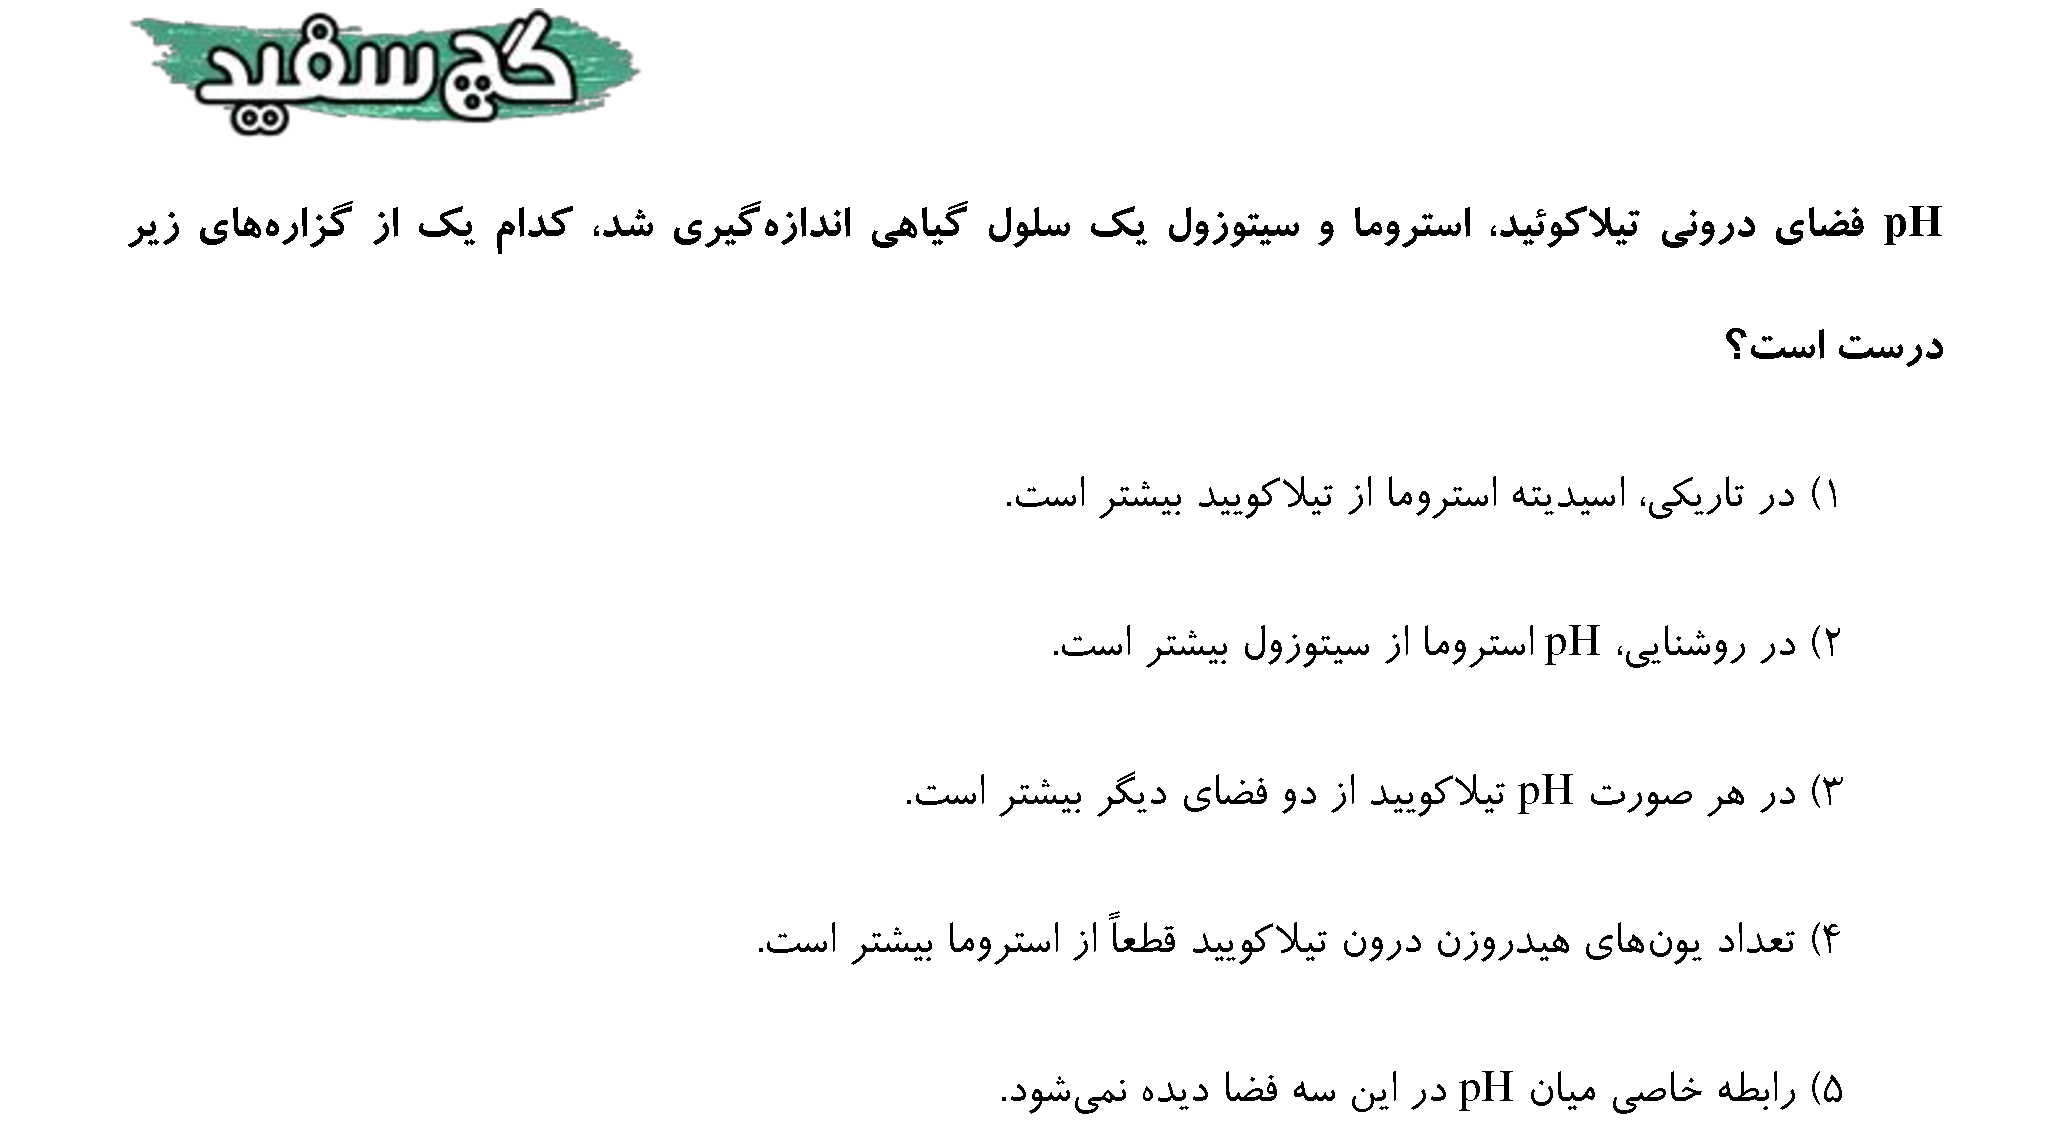 گچ سفید
pH فضای درونی تیلاکوئید، استروما و سیتوزول یک سلول گیاهی اندازه‌گیری شد، کدام یک از گزاره‌های زیر
درست است؟
۱) در تاریکی، اسیدیته استروما از تیلاکویید بیشتر است.
۲) در روشنایی، pH استروما از سیتوزول بیشتر است.
۳) در هر صورت pH تیلاکویید از دو فضای دیگر بیشتر است.
۴) تعداد یون‌های هیدروزن درون تیلاکویید قطعاً از استروما بیشتر است.
۵) رابطه خاصی میان pH در این سه فضا دیده نمی‌شود.